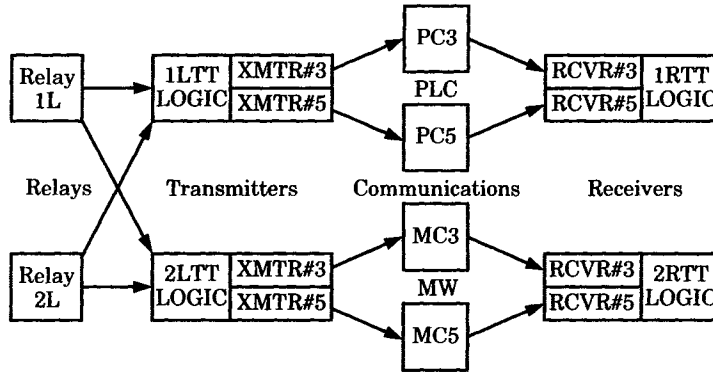 Relay
1L
1LTT
LOGIC
XMTR#3
XMTR#5
PC3
PLC
PC5
RCVR#3
RCVR#5
1RTT
LOGIC
Relays
Transmitters
Communications
Receivers
Relay
2L
2LTT
LOGIC
XMTR#3
XMTR#5
MC3
MW
MC5
RCVR#3
RCVR#5
2RTT
LOGIC